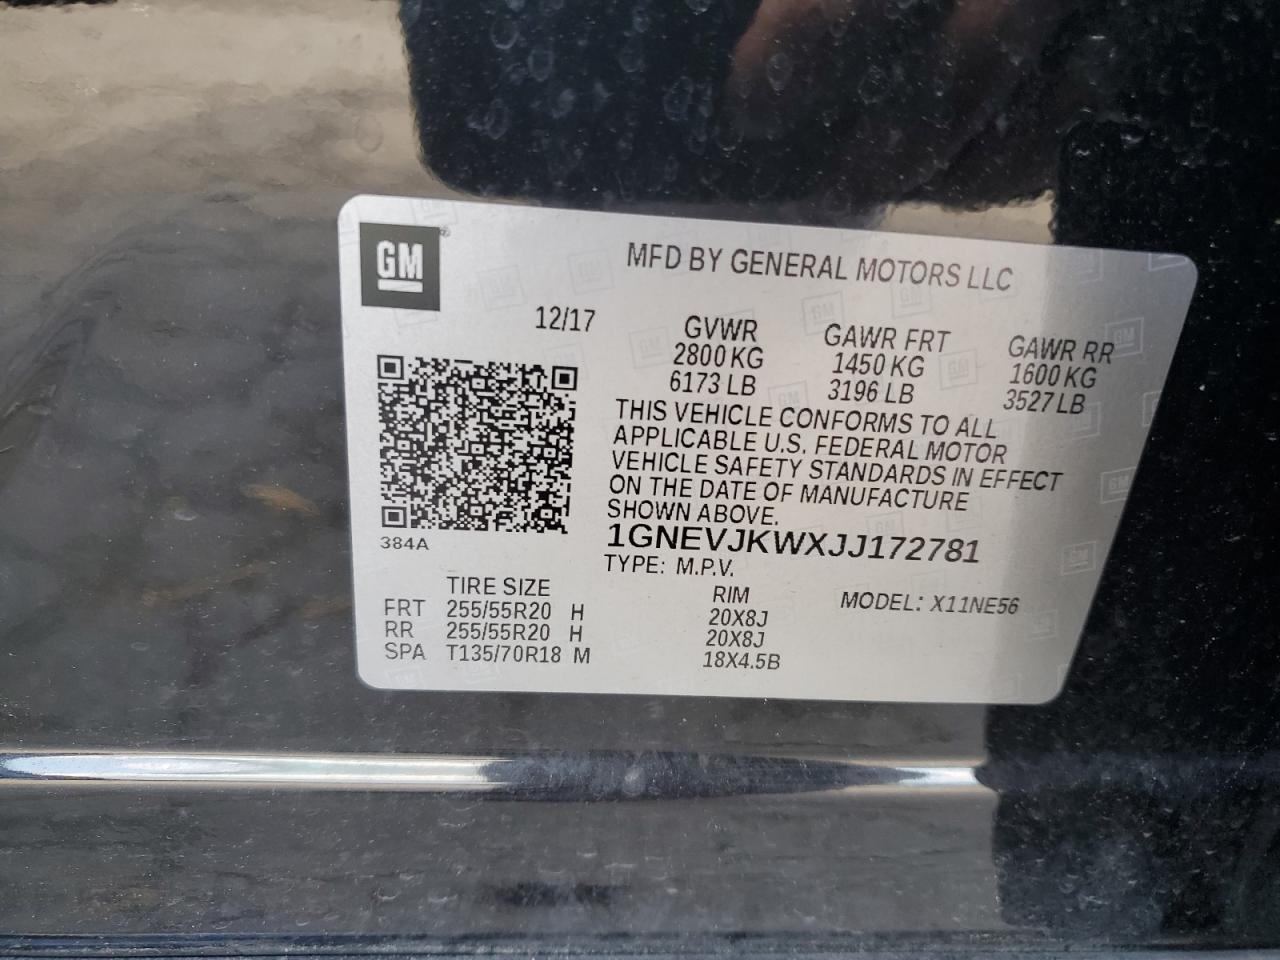 GM
MFD BY GENERAL MOTORS LLC
12/17
GVWR GAWR FRT GAWR RR
2800 KG 1450 KG 1600 KG
6173 LB 3196 LB 3527 LB
THIS VEHICLE CONFORMS TO ALL
APPLICABLE U.S. FEDERAL MOTOR
VEHICLE SAFETY STANDARDS IN EFFECT
ON THE DATE OF MANUFACTURE
SHOWN ABOVE.
1GNEVJKWXJJ172781
384A
TYPE: M.P.V.
MODEL: X11NE56
TIRE SIZE RIM
FRT 255/55R20 H 20X8J
RR 255/55R20 H 20X8J
SPA T135/70R18 M 18X4.5B